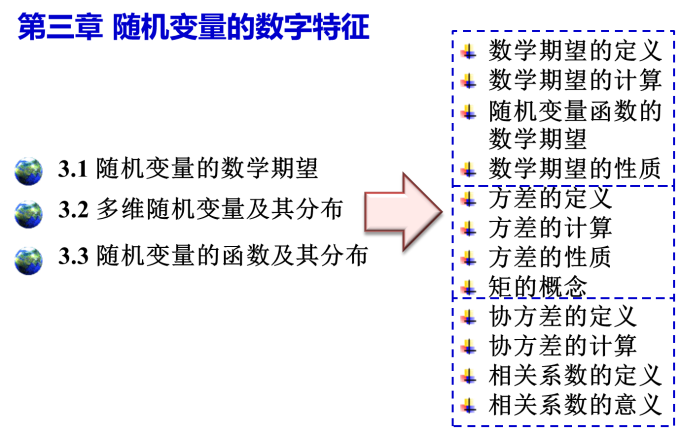 第三章 随机变量的数字特征
3.1 随机变量的数学期望
3.2 多维随机变量及其分布
3.3 随机变量的函数及其分布
数学期望的定义
数学期望的计算
随机变量函数的
数学期望
数学期望的性质
方差的定义
方差的计算
方差的性质
矩的概念
协方差的定义
协方差的计算
相关系数的定义
相关系数的意义